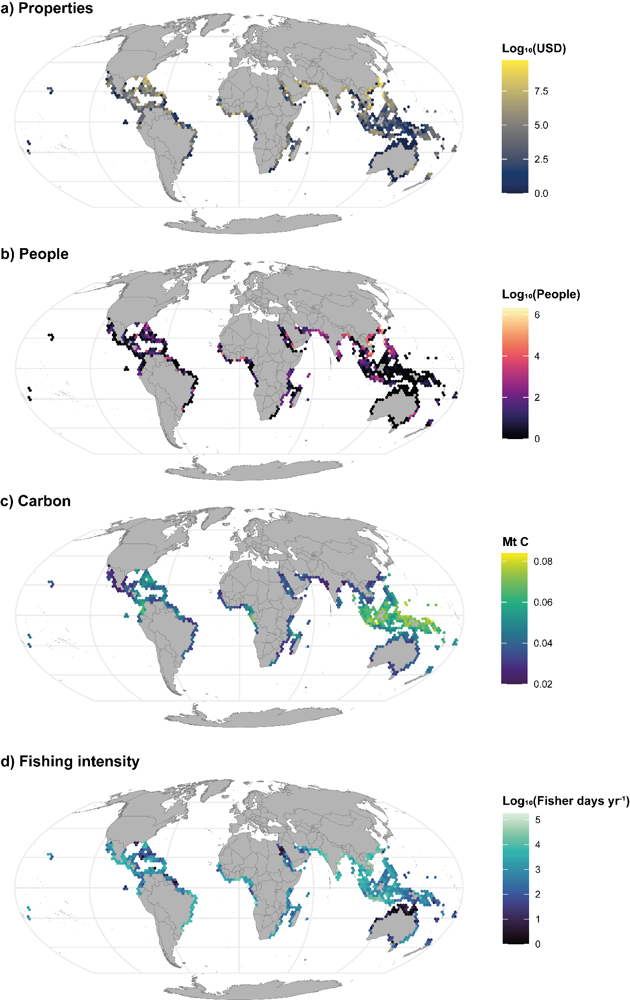 a) Properties
Log₁₀(USD)
7.5
5.0
2.5
0.0
b) People
Log₁₀(People)
6
4
2
0
c) Carbon
Mt C
0.08
0.06
0.04
0.02
d) Fishing intensity
Log₁₀(Fisher days yr⁻¹)
5
4
3
2
1
0